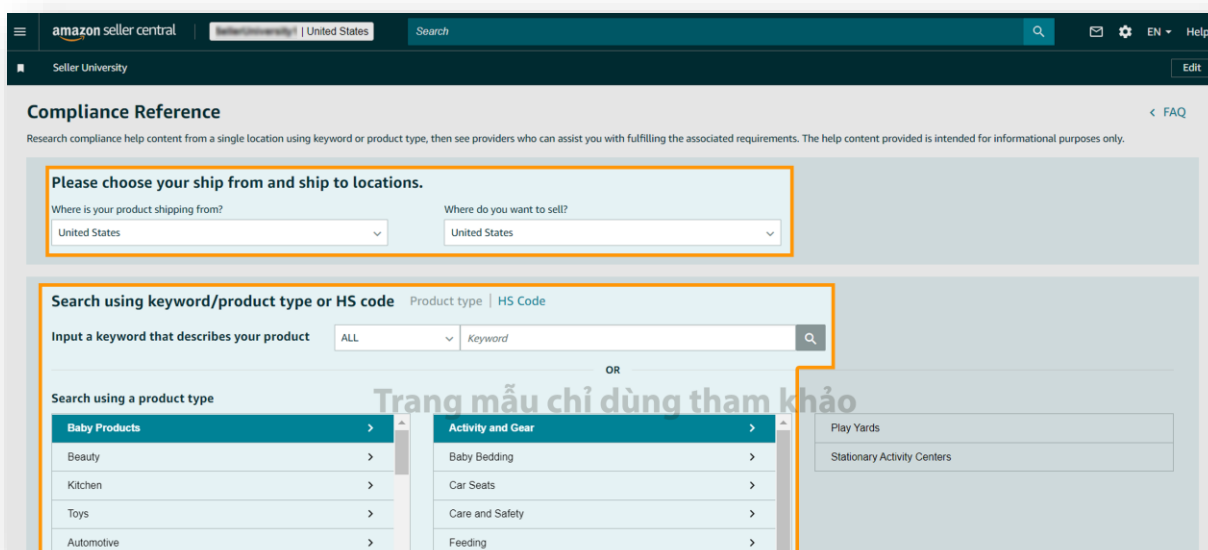 amazon seller central
| United States
Search
EN
Help
Seller University
Edit
Compliance Reference
< FAQ
Research compliance help content from a single location using keyword or product type, then see providers who can assist you with fulfilling the associated requirements. The help content provided is intended for informational purposes only.
Please choose your ship from and ship to locations.
Where is your product shipping from?
Where do you want to sell?
United States
United States
Search using keyword/product type or HS code Product type | HS Code
Input a keyword that describes your product
ALL
Keyword
OR
Trang mẫu chỉ dùng tham khảo
Search using a product type
Baby Products
Activity and Gear
Play Yards
Beauty
Baby Bedding
Stationary Activity Centers
Kitchen
Car Seats
Toys
Care and Safety
Automotive
Feeding